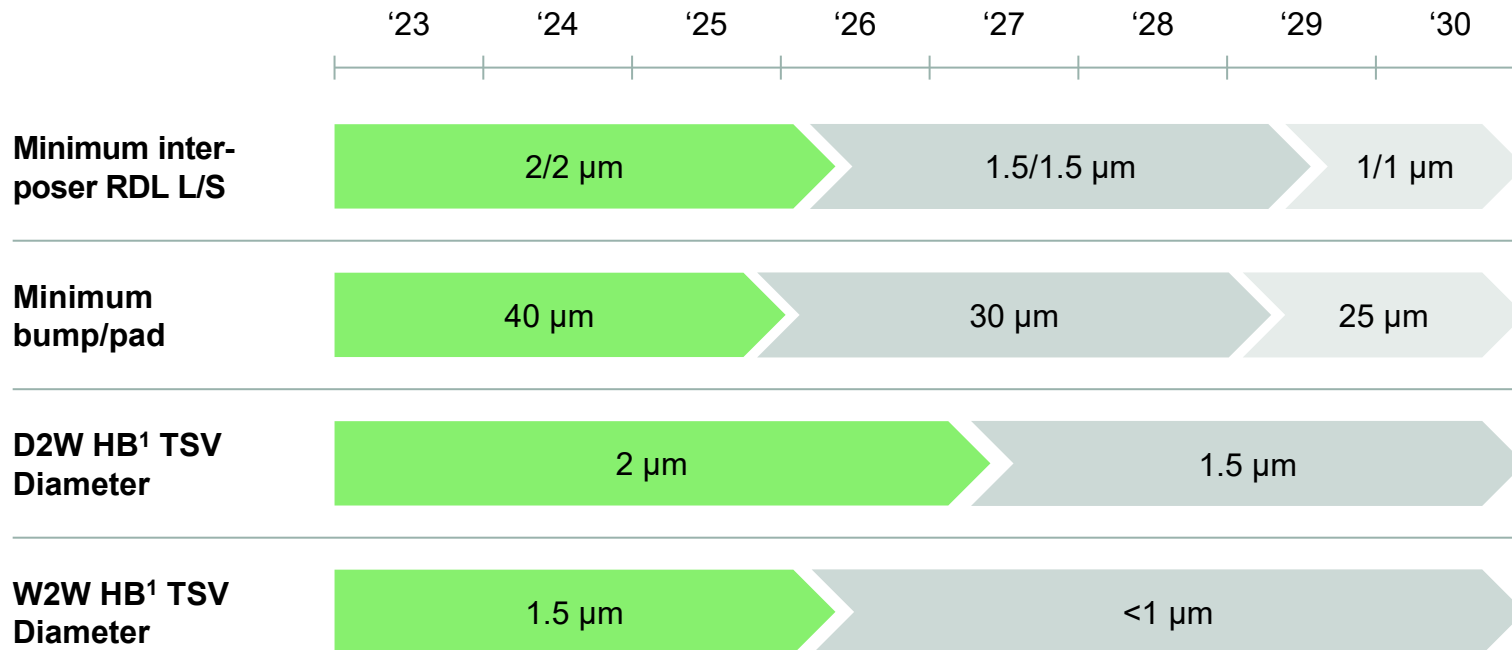 ‘23 ‘24 ‘25 ‘26 ‘27 ‘28 ‘29 ‘30
Minimum inter-
poser RDL L/S
2/2 µm 1.5/1.5 µm 1/1 µm
Minimum
bump/pad
40 µm 30 µm 25 µm
D2W HB¹ TSV
Diameter
2 µm 1.5 µm
W2W HB¹ TSV
Diameter
1.5 µm <1 µm